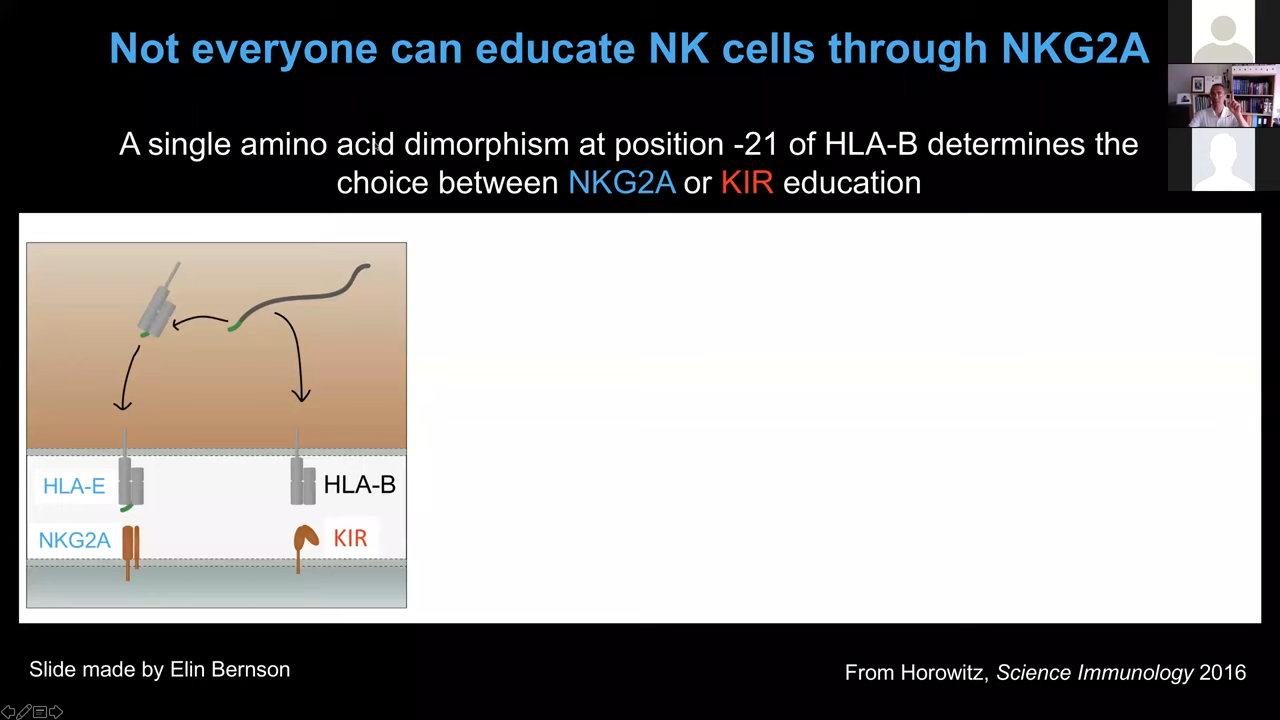 Not everyone can educate NK cells through NKG2A
A single amino acid dimorphism at position -21 of HLA-B determines the
choice between NKG2A or KIR education
HLA-E
HLA-B
NKG2A
KIR
Slide made by Elin Bernson
From Horowitz, Science Immunology 2016